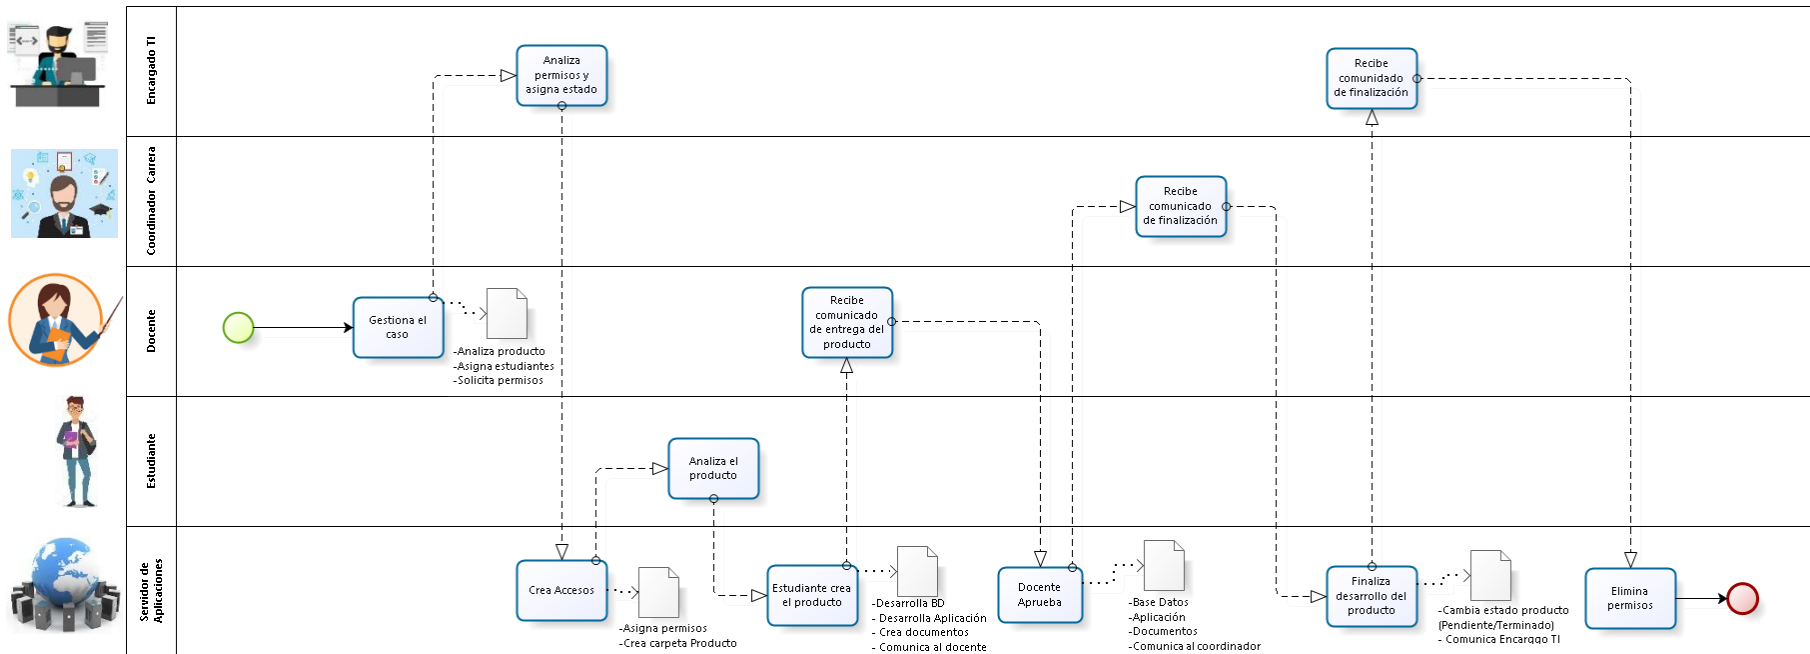 Encargado TI
Analiza
permisos y
asigna estado
Recibe
comunidado
de finalización
Coordinador Carrera
Recibe
comunicado
de finalización
Docente
Gestiona el
caso
-Analiza producto
-Asigna estudiantes
-Solicita permisos
Recibe
comunicado
de entrega del
producto
Estudiante
Analiza el
producto
Servidor de
Aplicaciones
Crea Accesos
-Asigna permisos
-Crea carpeta Producto
Estudiante crea
el producto
-Desarrolla BD
- Desarrolla Aplicación
- Crea documentos
- Comunica al docente
Docente
Aprueba
-Base Datos
-Aplicación
-Documentos
-Comunica al coordinador
Finaliza
desarrollo del
producto
-Cambia estado producto
(Pendiente/Terminado)
- Comunica Encarggo TI
Elimina
permisos